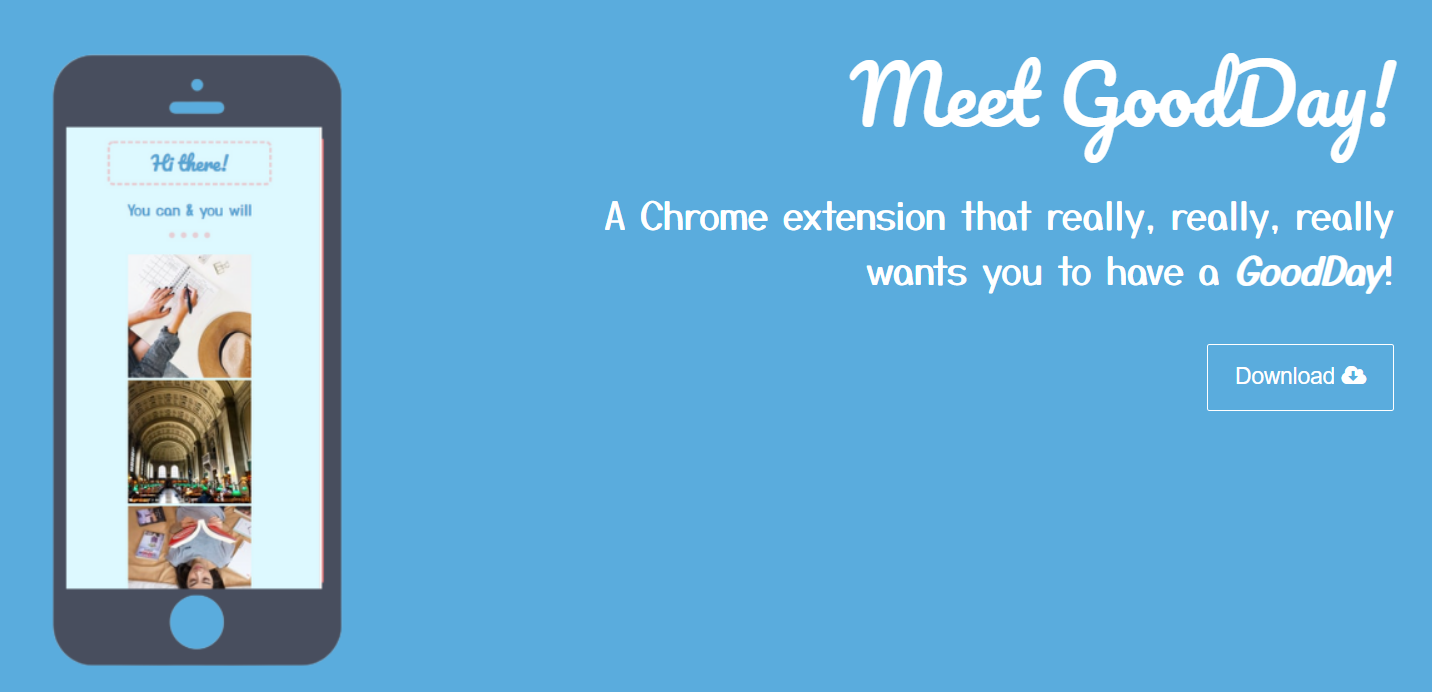 Meet GoodDay!
A Chrome extension that really, really, really
wants you to have a GoodDay!
Download
Hi there!
You can & you will